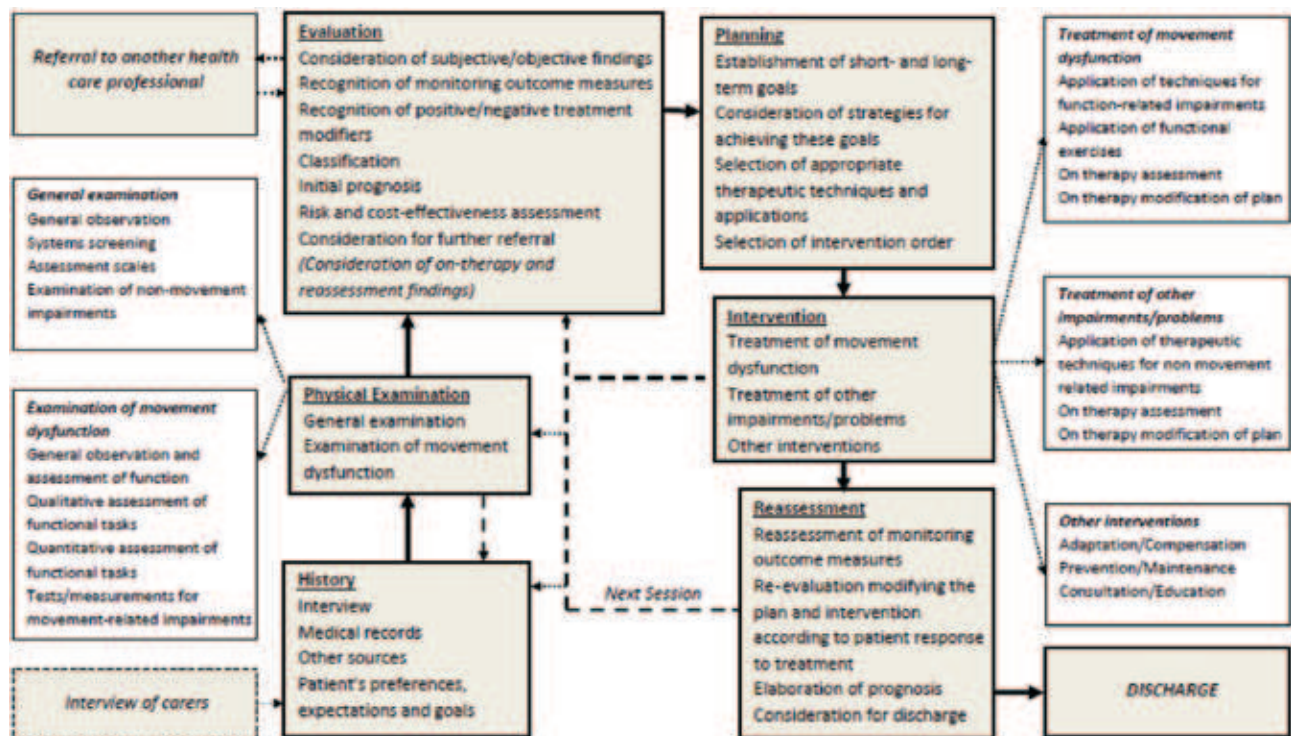 Referral to another health
care professional
Evaluation
Consideration of subjective/objective findings
Recognition of monitoring outcome measures
Recognition of positive/negative treatment
modifiers
Classification
Initial prognosis
Risk and cost-effectiveness assessment
Consideration for further referral
(Consideration of on-therapy and
reassessment findings)
Planning
Establishment of short- and long-
term goals
Consideration of strategies for
achieving these goals
Selection of appropriate
therapeutic techniques and
applications
Selection of intervention order
Treatment of movement
dysfunction
Application of techniques for
function-related impairments
Application of functional
exercises
On therapy assessment
On therapy modification of plan
General examination
General observation
Systems screening
Assessment scales
Examination of non-movement
impairments
Physical Examination
General examination
Examination of movement
dysfunction
Intervention
Treatment of movement
dysfunction
Treatment of other
impairments/problems
Other interventions
Treatment of other
impairments/problems
Application of therapeutic
techniques for non movement
related impairments
On therapy assessment
On therapy modification of plan
Examination of movement
dysfunction
General observation and
assessment of function
Qualitative assessment of
functional tasks
Quantitative assessment of
functional tasks
Tests/measurements for
movement-related impairments
History
Interview
Medical records
Other sources
Patient's preferences,
expectations and goals
Next Session
Reassessment
Reassessment of monitoring
outcome measures
Re-evaluation modifying the
plan and intervention
according to patient response
to treatment
Elaboration of prognosis
Consideration for discharge
Other interventions
Adaptation/Compensation
Prevention/Maintenance
Consultation/Education
Interview of carers
DISCHARGE